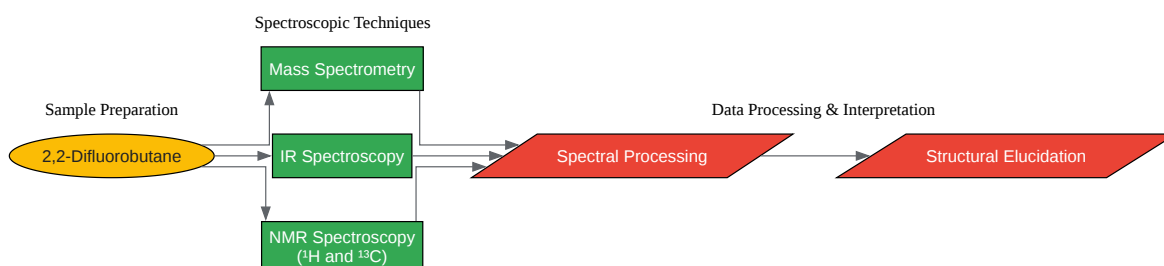 Spectroscopic Techniques
Mass Spectrometry
Sample Preparation
Data Processing & Interpretation
2,2-Difluorobutane
IR Spectroscopy
Spectral Processing
Structural Elucidation
NMR Spectroscopy
(¹H and ¹³C)